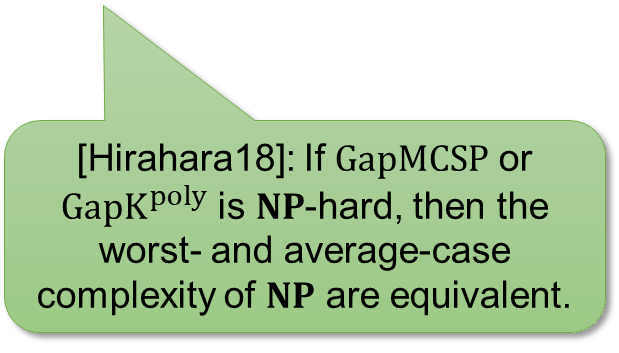 [Hirahara18]: If GapMCSP or
GapK^poly is NP-hard, then the
worst- and average-case
complexity of NP are equivalent.